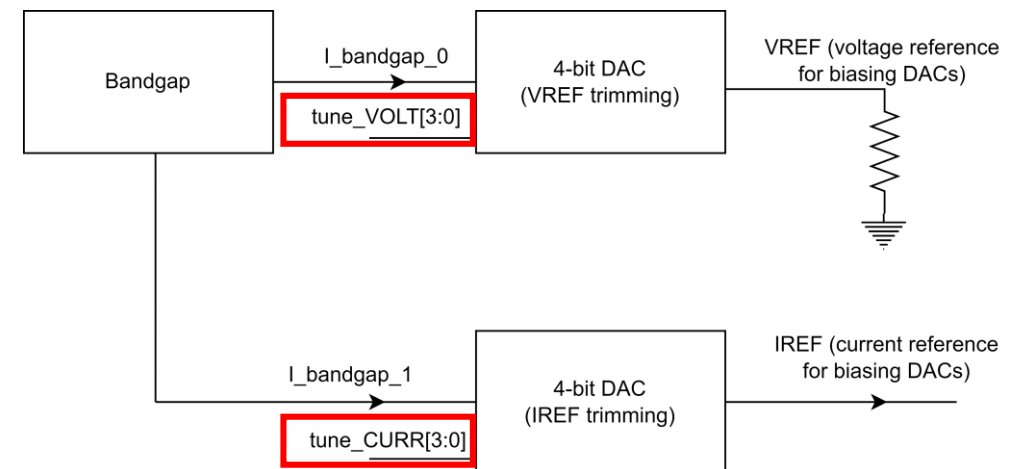 Bandgap
I_bandgap_0
tune_VOLT[3:0]
4-bit DAC
(VREF trimming)
VREF (voltage reference
for biasing DACs)
I_bandgap_1
tune_CURR[3:0]
4-bit DAC
(IREF trimming)
IREF (current reference
for biasing DACs)